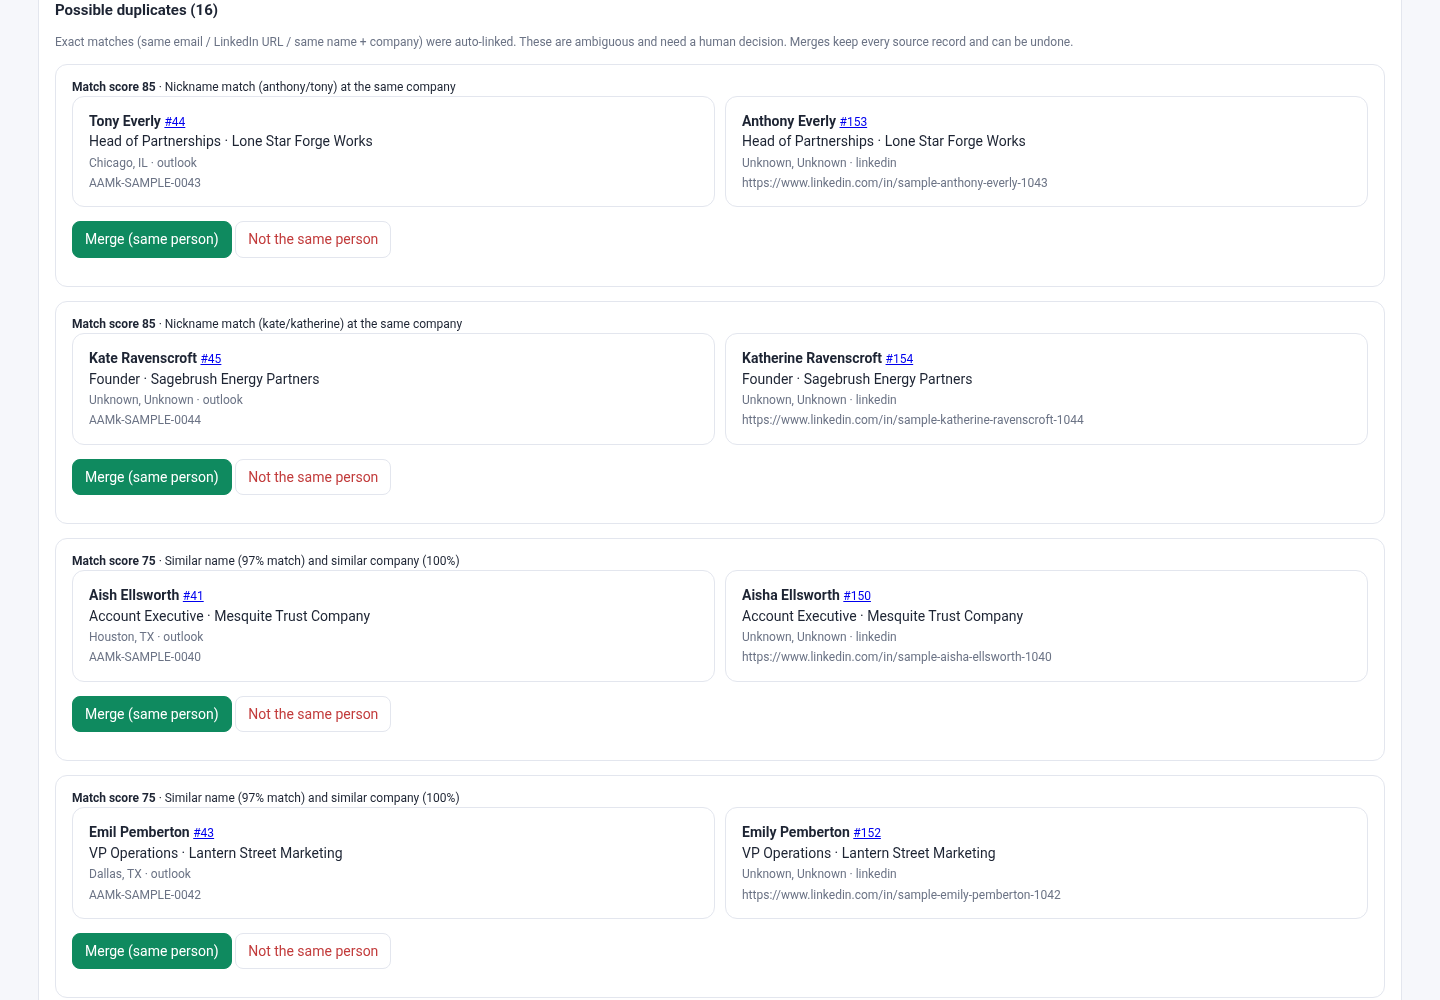 Possible duplicates (16)
Exact matches (same email / LinkedIn URL / same name + company) were auto-linked. These are ambiguous and need a human decision. Merges keep every source record and can be undone.
Match score 85 · Nickname match (anthony/tony) at the same company
Tony Everly #44
Head of Partnerships · Lone Star Forge Works
Chicago, IL · outlook
AAMk-SAMPLE-0043
Anthony Everly #153
Head of Partnerships · Lone Star Forge Works
Unknown, Unknown · linkedin
https://www.linkedin.com/in/sample-anthony-everly-1043
Merge (same person) Not the same person
Match score 85 · Nickname match (kate/katherine) at the same company
Kate Ravenscroft #45
Founder · Sagebrush Energy Partners
Unknown, Unknown · outlook
AAMk-SAMPLE-0044
Katherine Ravenscroft #154
Founder · Sagebrush Energy Partners
Unknown, Unknown · linkedin
https://www.linkedin.com/in/sample-katherine-ravenscroft-1044
Merge (same person) Not the same person
Match score 75 · Similar name (97% match) and similar company (100%)
Aish Ellsworth #41
Account Executive · Mesquite Trust Company
Houston, TX · outlook
AAMk-SAMPLE-0040
Aisha Ellsworth #150
Account Executive · Mesquite Trust Company
Unknown, Unknown · linkedin
https://www.linkedin.com/in/sample-aisha-ellsworth-1040
Merge (same person) Not the same person
Match score 75 · Similar name (97% match) and similar company (100%)
Emil Pemberton #43
VP Operations · Lantern Street Marketing
Dallas, TX · outlook
AAMk-SAMPLE-0042
Emily Pemberton #152
VP Operations · Lantern Street Marketing
Unknown, Unknown · linkedin
https://www.linkedin.com/in/sample-emily-pemberton-1042
Merge (same person) Not the same person